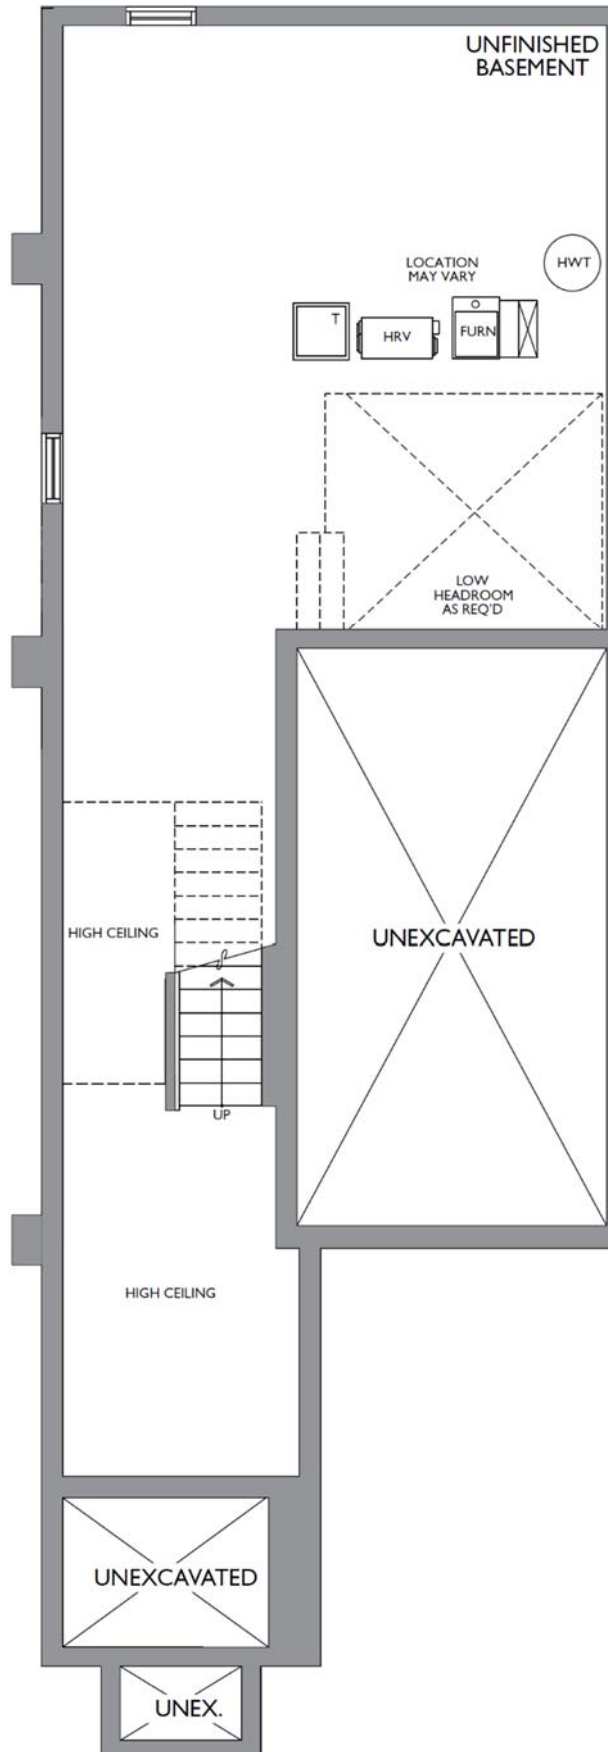 UNFINISHED
BASEMENT
LOCATION
MAY VARY
HWT
T
HRV
FURN
LOW
HEADROOM
AS REQ'D
HIGH CEILING
UNEXCAVATED
UP
HIGH CEILING
UNEXCAVATED
UNEX.